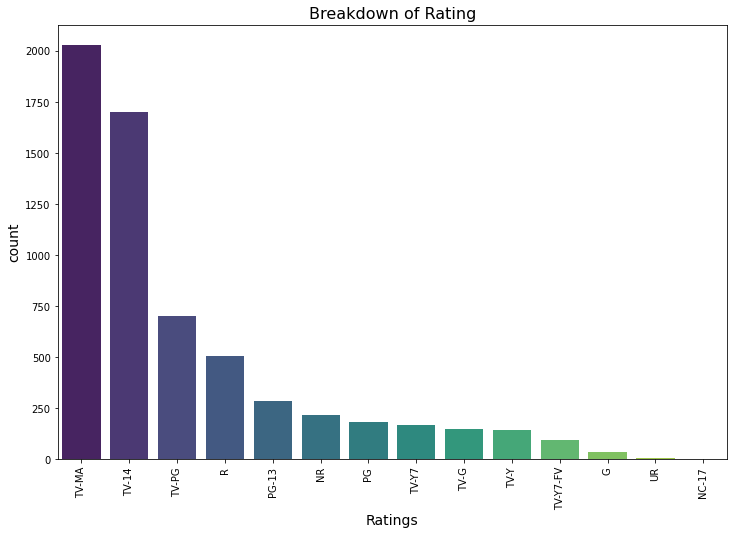 Breakdown of Rating
count
2000
1750
1500
1250
1000
750
500
250
0
TV-MA
TV-14
TV-PG
R
PG-13
NR
PG
TV-Y7
TV-G
TV-Y
TV-Y7-FV
G
UR
NC-17
Ratings